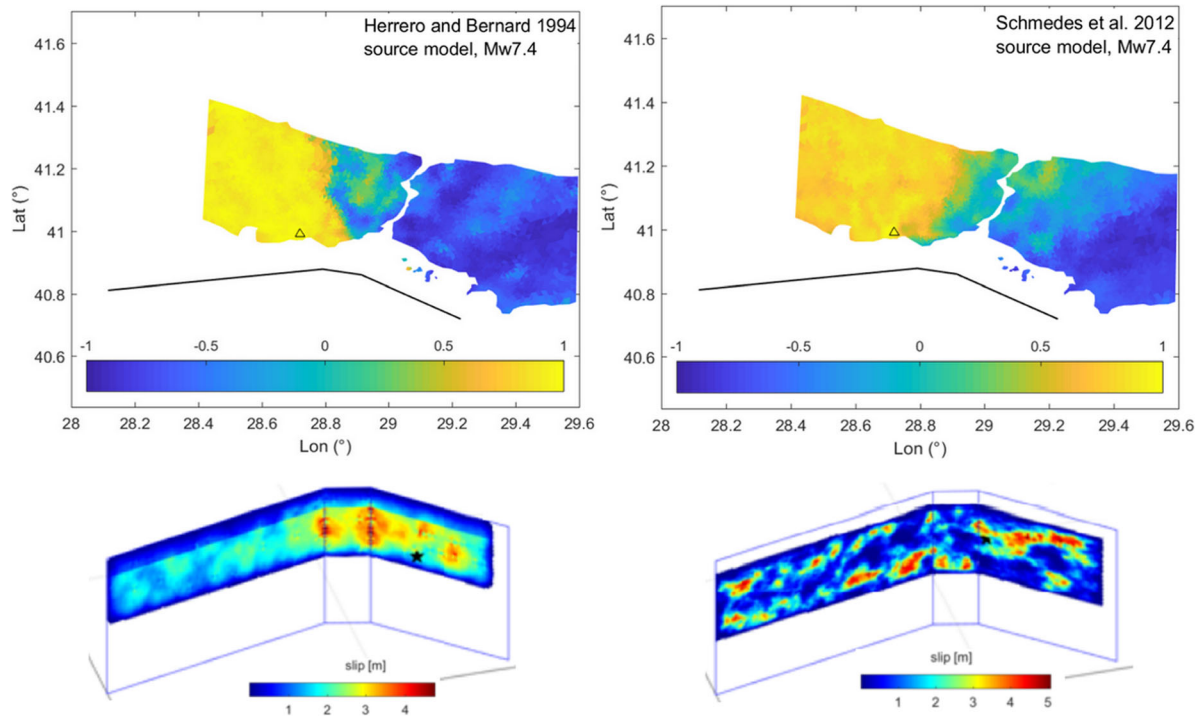 Herrero and Bernard 1994
source model, Mw7.4
41.6
41.4
41.2
41
40.8
40.6
Lat (°)
-1 -0.5 0 0.5 1
28 28.2 28.4 28.6 28.8 29 29.2 29.4 29.6
Lon (°)
Schmedes et al. 2012
source model, Mw7.4
41.6
41.4
41.2
41
40.8
40.6
Lat (°)
-1 -0.5 0 0.5 1
28 28.2 28.4 28.6 28.8 29 29.2 29.4 29.6
Lon (°)
slip [m]
1 2 3 4
slip [m]
1 2 3 4 5